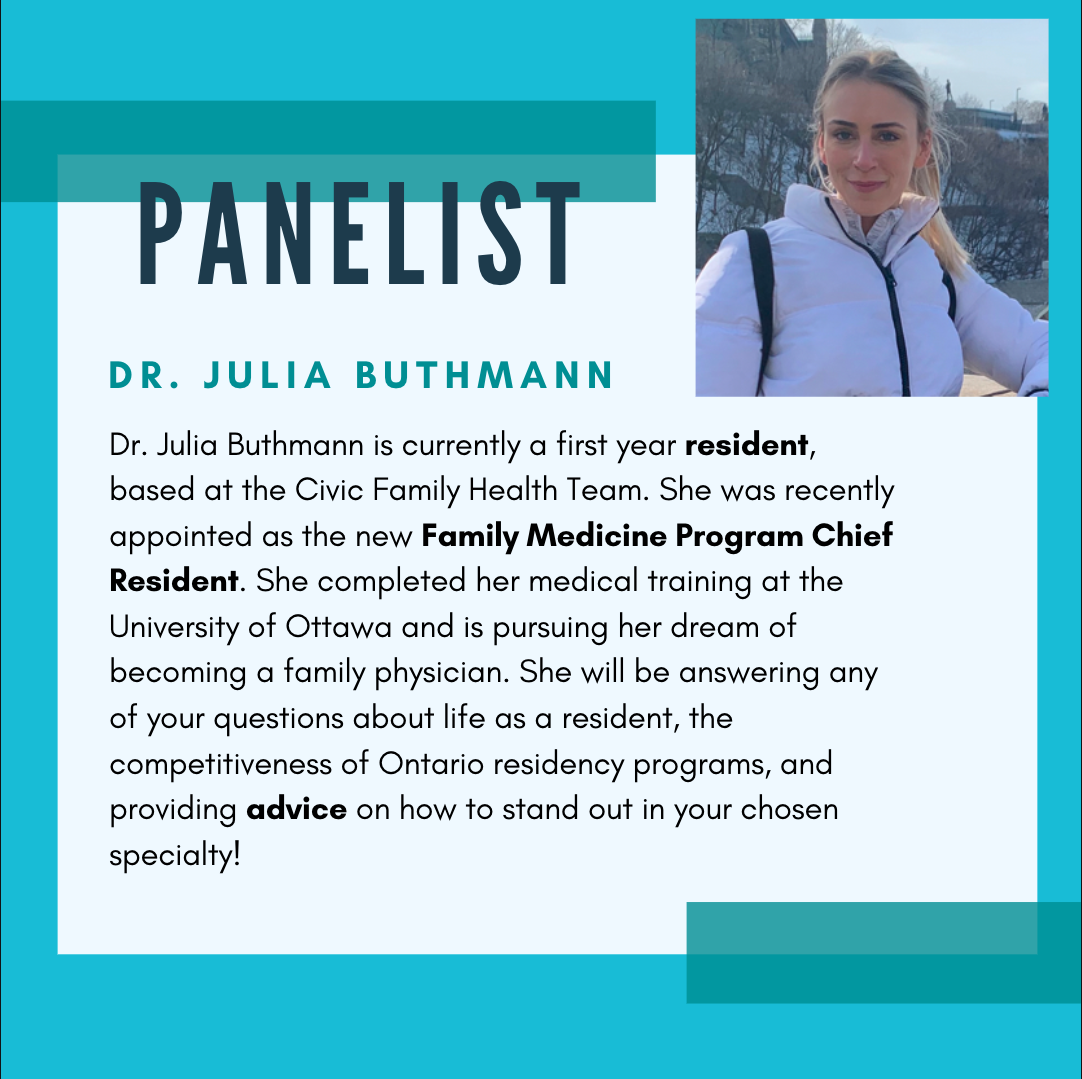 PANELIST
DR. JULIA BUTHMANN
Dr. Julia Buthmann is currently a first year resident,
based at the Civic Family Health Team. She was recently
appointed as the new Family Medicine Program Chief
Resident. She completed her medical training at the
University of Ottawa and is pursuing her dream of
becoming a family physician. She will be answering any
of your questions about life as a resident, the
competitiveness of Ontario residency programs, and
providing advice on how to stand out in your chosen
specialty!